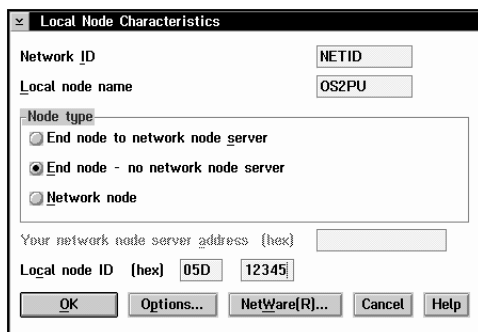 Local Node Characteristics
Network ID NETID
Local node name OS2PU
Node type
End node to network node server
End node - no network node server
Network node
Your network node server address (hex)
Local node ID (hex) 05D 12345
OK Options... NetWare(R)... Cancel Help